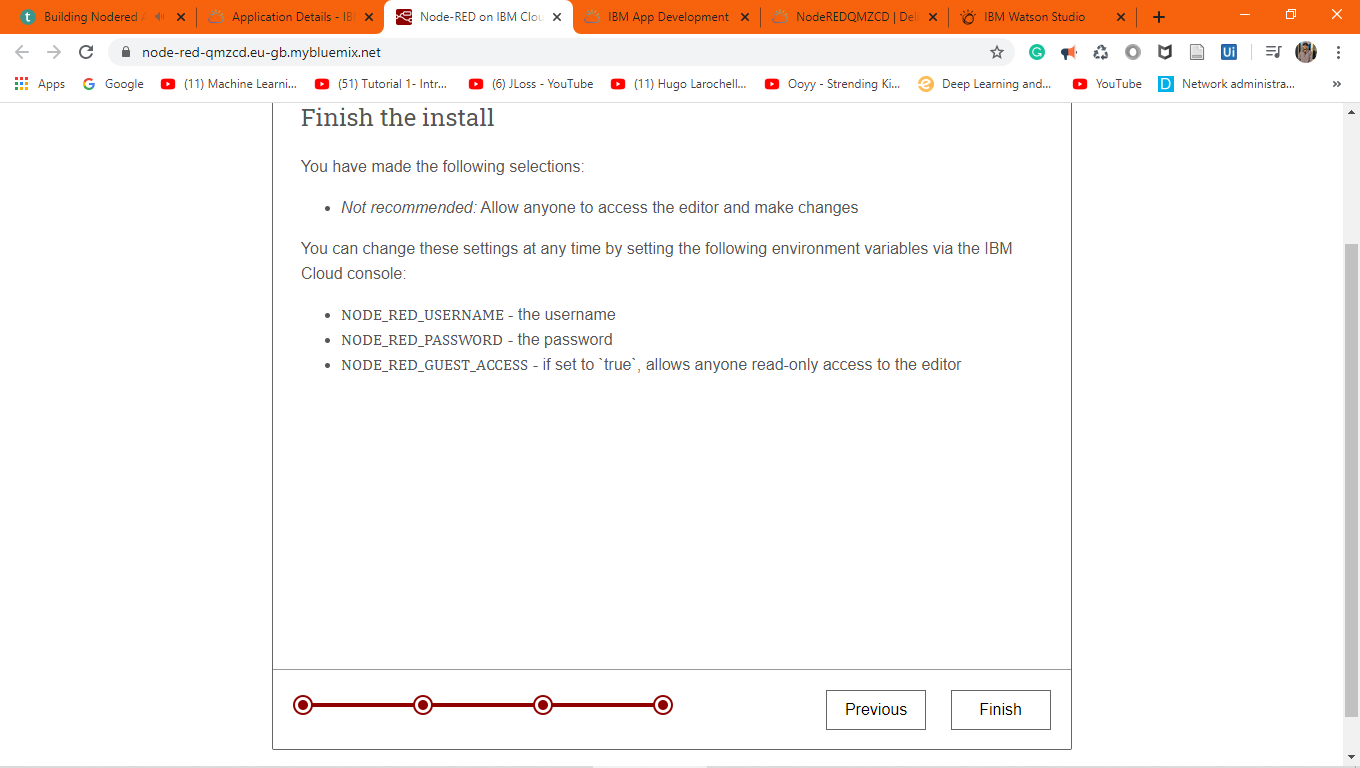 Building Nodered
Application Details - IB
Node-RED on IBM Clou
IBM App Development
NodeREDQMZCD | Del
IBM Watson Studio
node-red-qmzcd.eu-gb.mybluemix.net
Ui
Apps
Google
(11) Machine Learni...
(51) Tutorial 1- Intr...
(6) JLoss - YouTube
(11) Hugo Larochell...
Ooyy - Strending Ki...
Deep Learning and...
YouTube
Network administra...
Finish the install
You have made the following selections:
• Not recommended: Allow anyone to access the editor and make changes
You can change these settings at any time by setting the following environment variables via the IBM
Cloud console:
• NODE_RED_USERNAME - the username
• NODE_RED_PASSWORD - the password
• NODE_RED_GUEST_ACCESS - if set to `true`, allows anyone read-only access to the editor
Previous
Finish